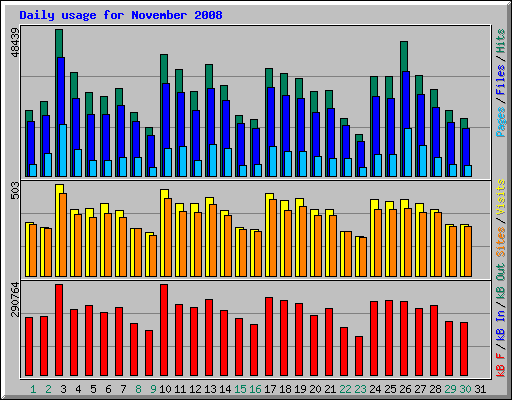 Daily usage for November 2008
48439
Pages / Files / Hits
503
Sites / Visits
290764
kB F / kB In / kB Out
1 2 3 4 5 6 7 8 9 10 11 12 13 14 15 16 17 18 19 20 21 22 23 24 25 26 27 28 29 30 31